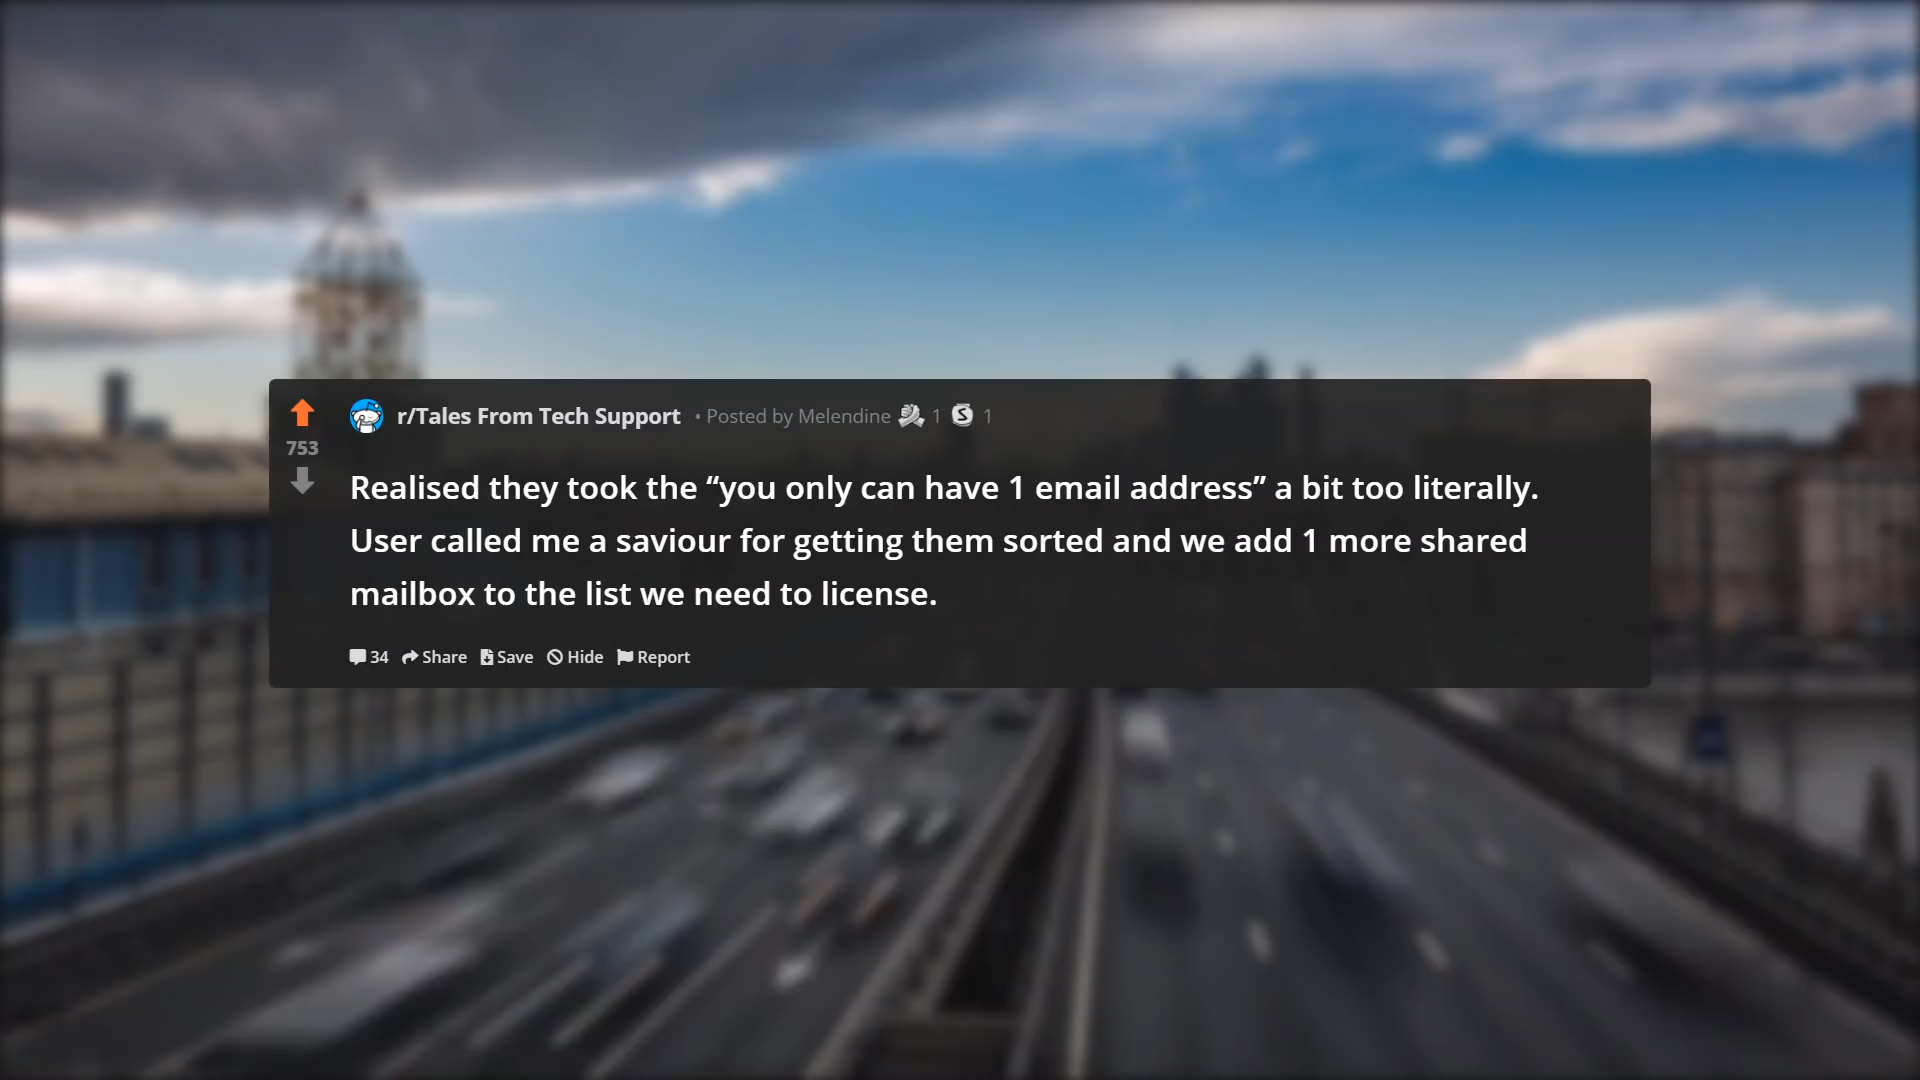 r/Tales From Tech Support • Posted by Melendine 1 1
753
Realised they took the “you only can have 1 email address” a bit too literally.
User called me a saviour for getting them sorted and we add 1 more shared
mailbox to the list we need to license.
34 Share Save Hide Report